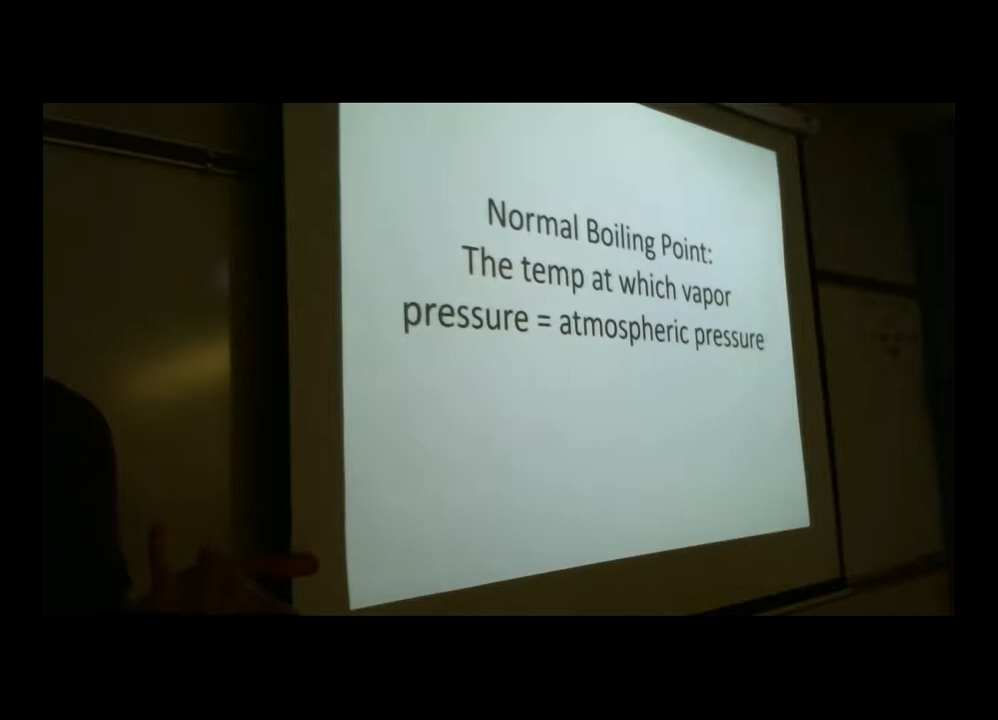 Normal Boiling Point:
The temp at which vapor
pressure = atmospheric pressure